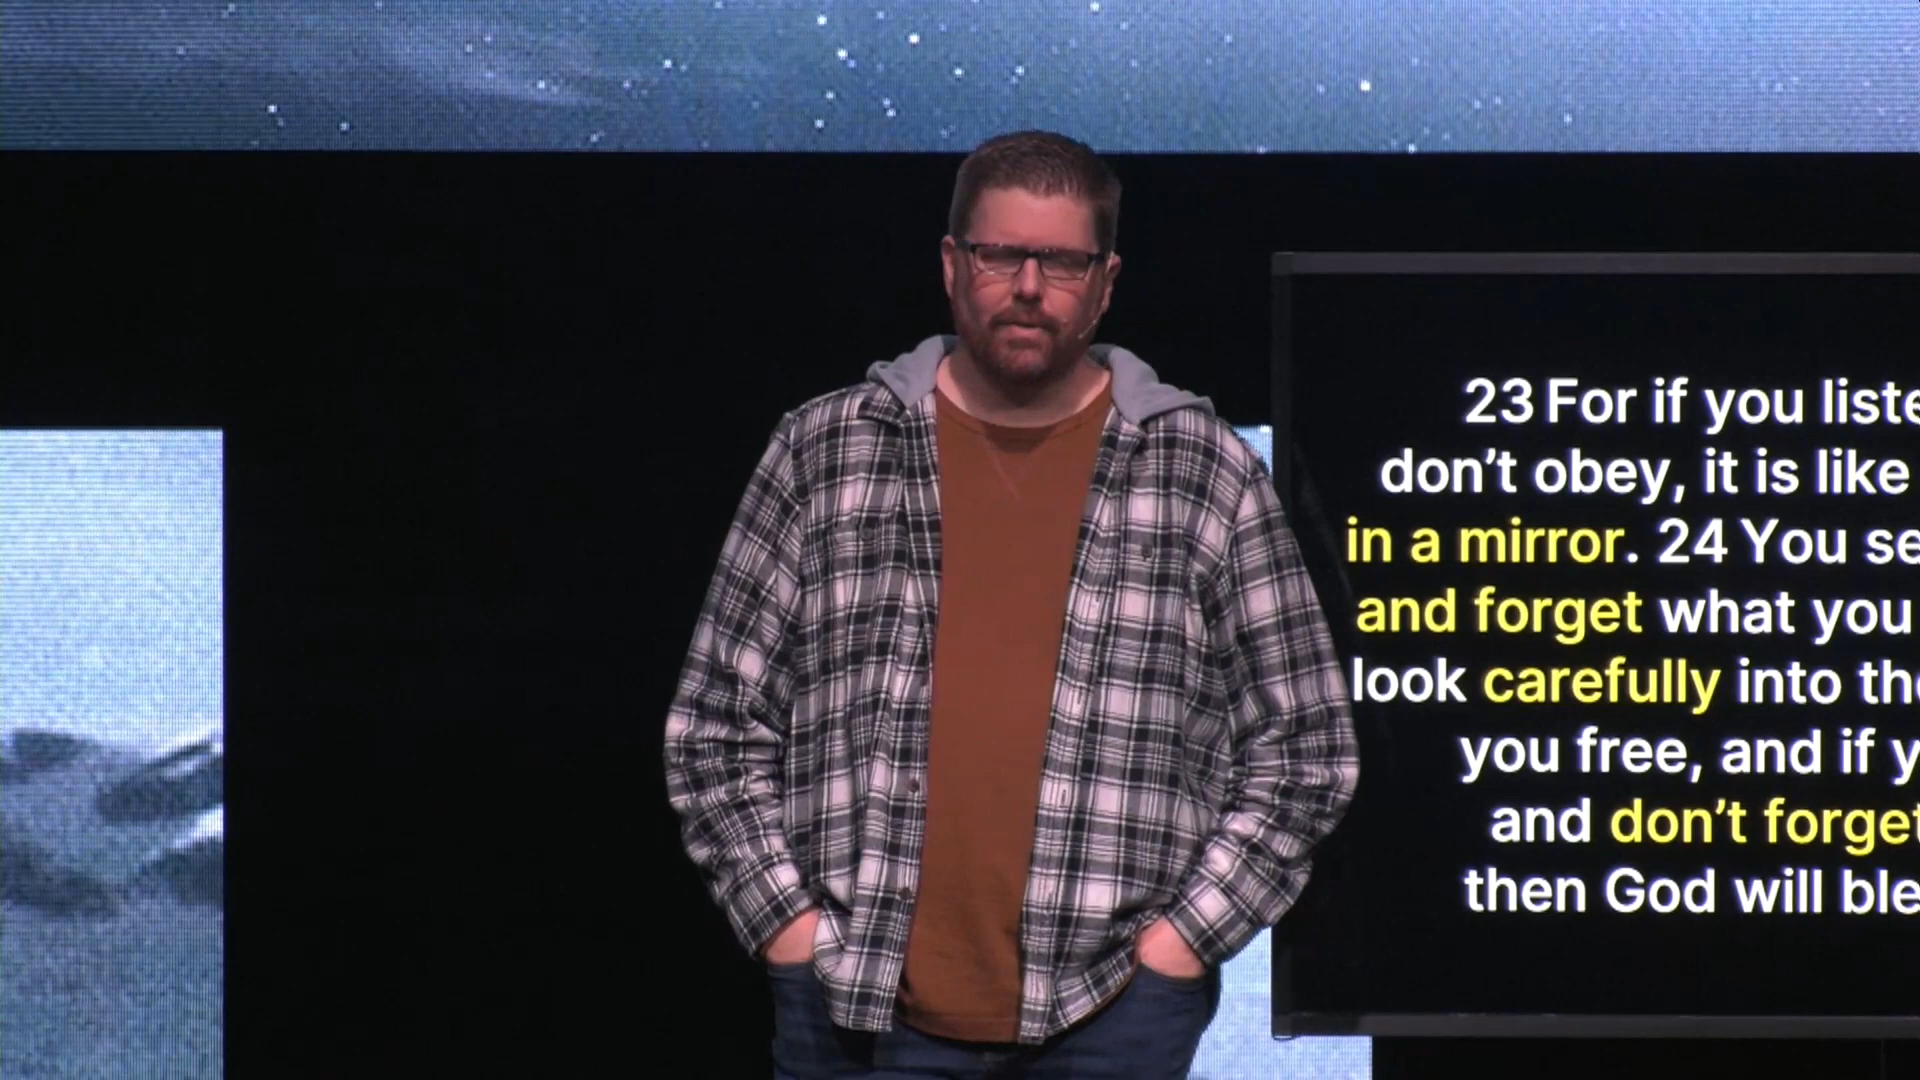 23 For if you liste
don't obey, it is like
in a mirror. 24 You se
and forget what you
look carefully into the
you free, and if y
and don't forget
then God will ble